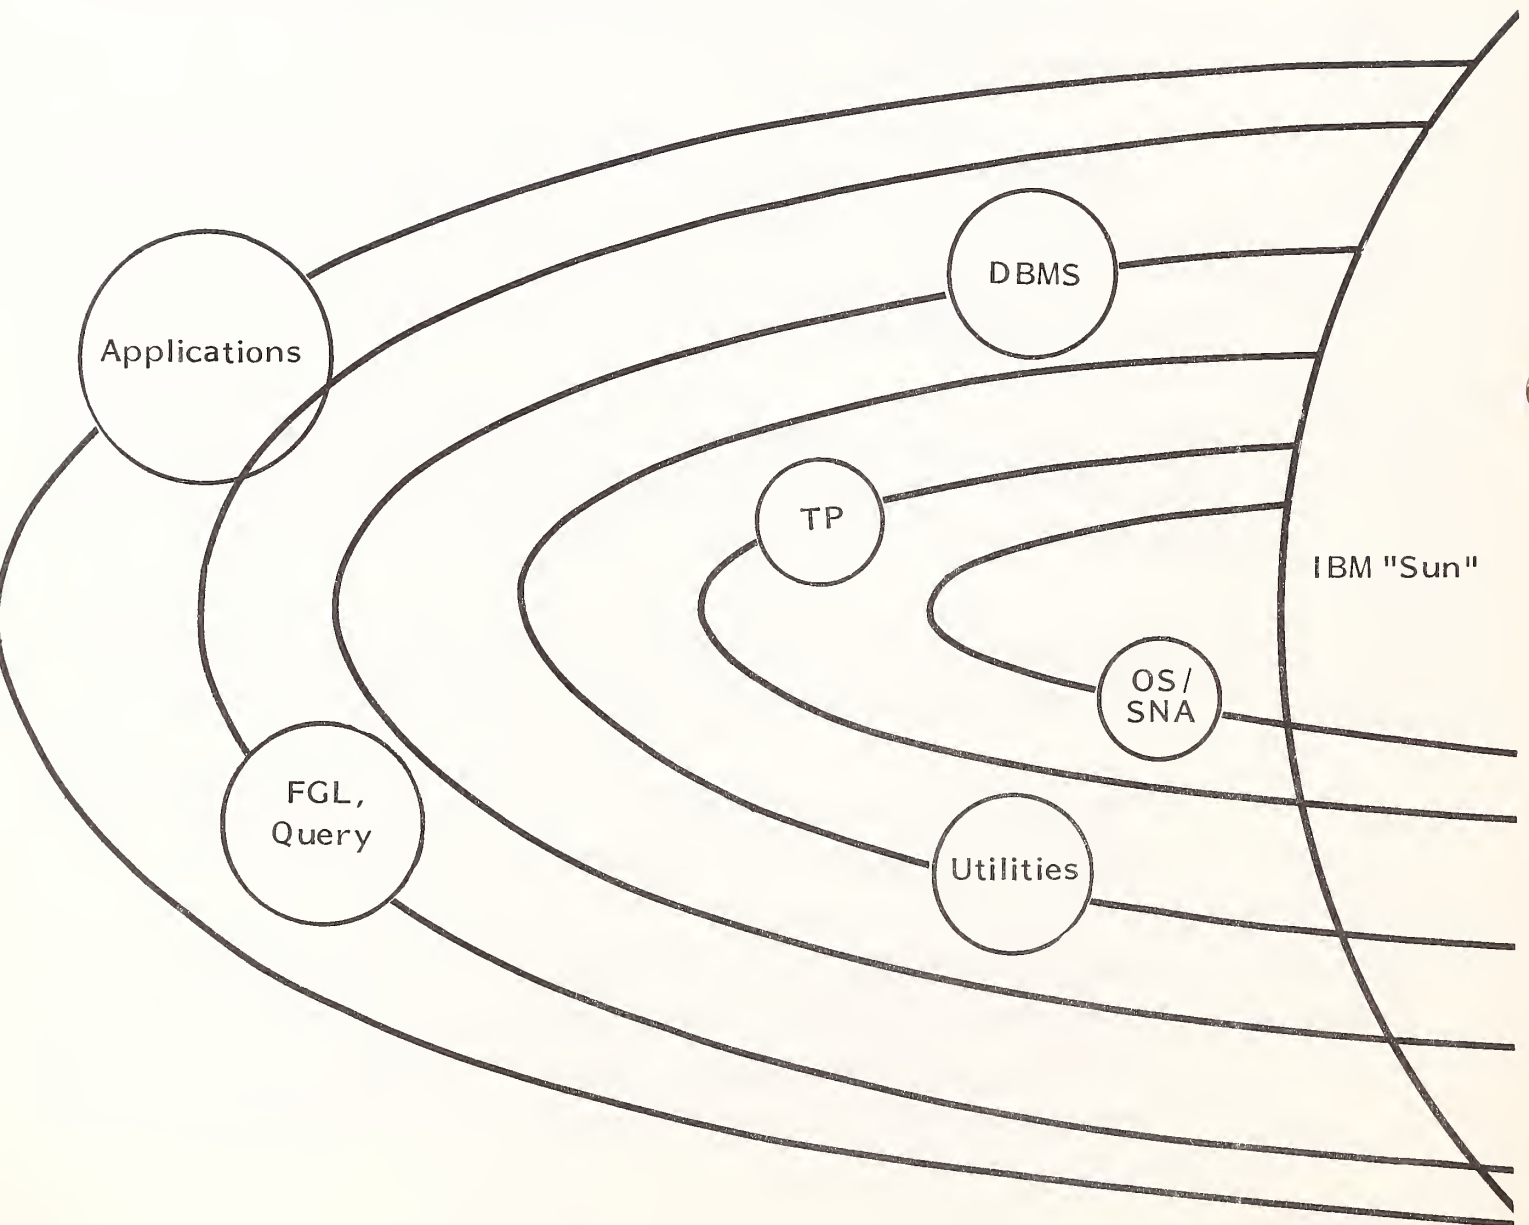 DBMS
Applications
TP
IBM "Sun"
OS/
SNA
FGL,
Query
Utilities